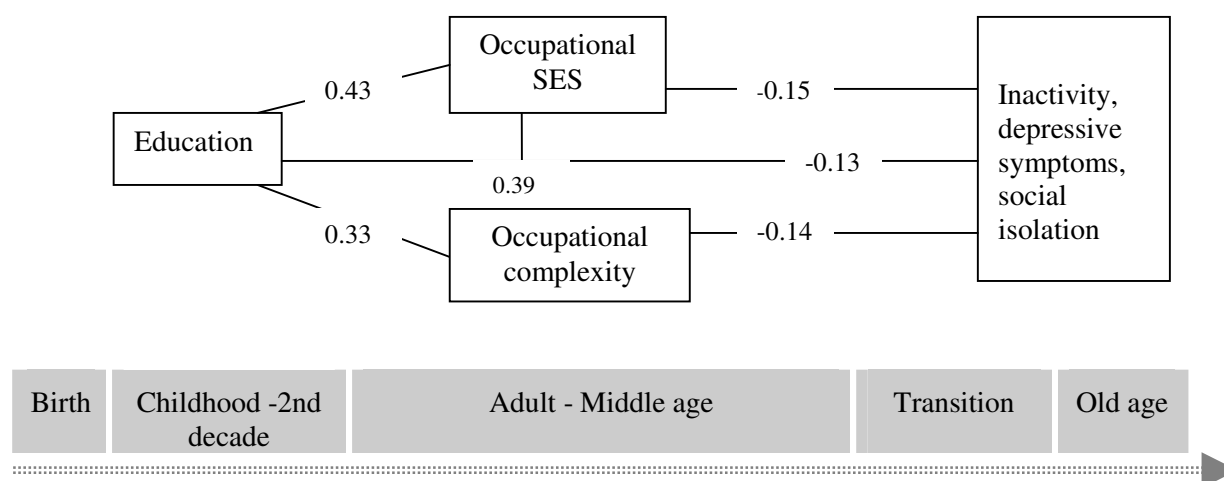 Occupational
SES
0.43
-0.15
Education
Inactivity,
depressive
symptoms,
social
isolation
-0.13
0.39
0.33
Occupational
complexity
-0.14
Birth
Childhood -2nd
decade
Adult - Middle age
Transition
Old age